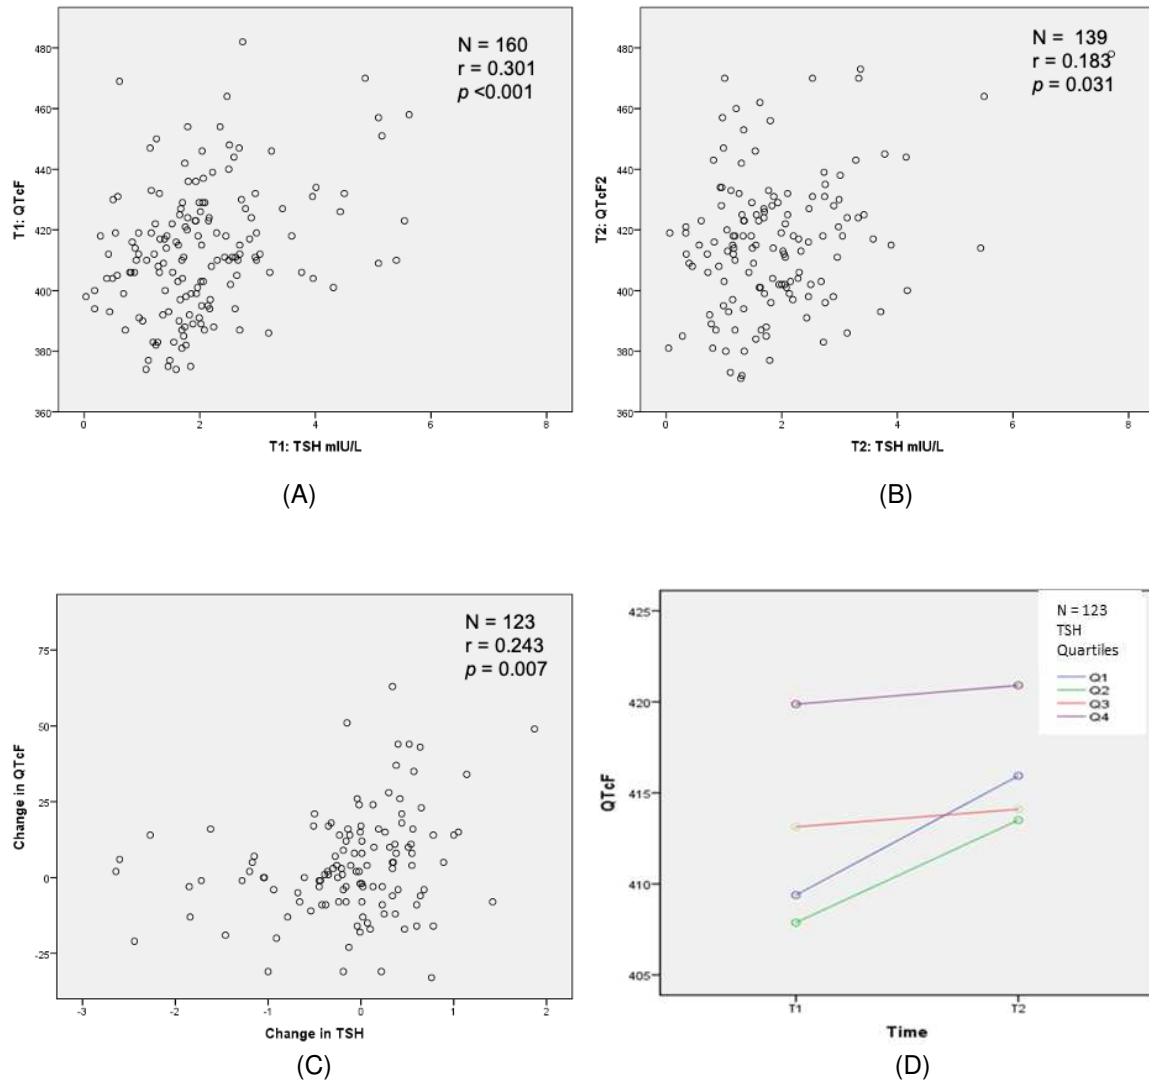 N = 160
r = 0.301
p <0.001
480
460
440
420
400
380
360
0 2 4 6 8
T1: QTcF
T1: TSH mIU/L
(A)
N = 139
r = 0.183
p = 0.031
480
460
440
420
400
380
360
0 2 4 6 8
T2: QTcF2
T2: TSH mIU/L
(B)
N = 123
r = 0.243
p = 0.007
75
50
25
0
-25
-3 -2 -1 0 1 2
Change in QTcF
Change in TSH
(C)
N = 123
TSH
Quartiles
Q1
Q2
Q3
Q4
425
420
415
410
405
QTcF
T1 T2
Time
(D)